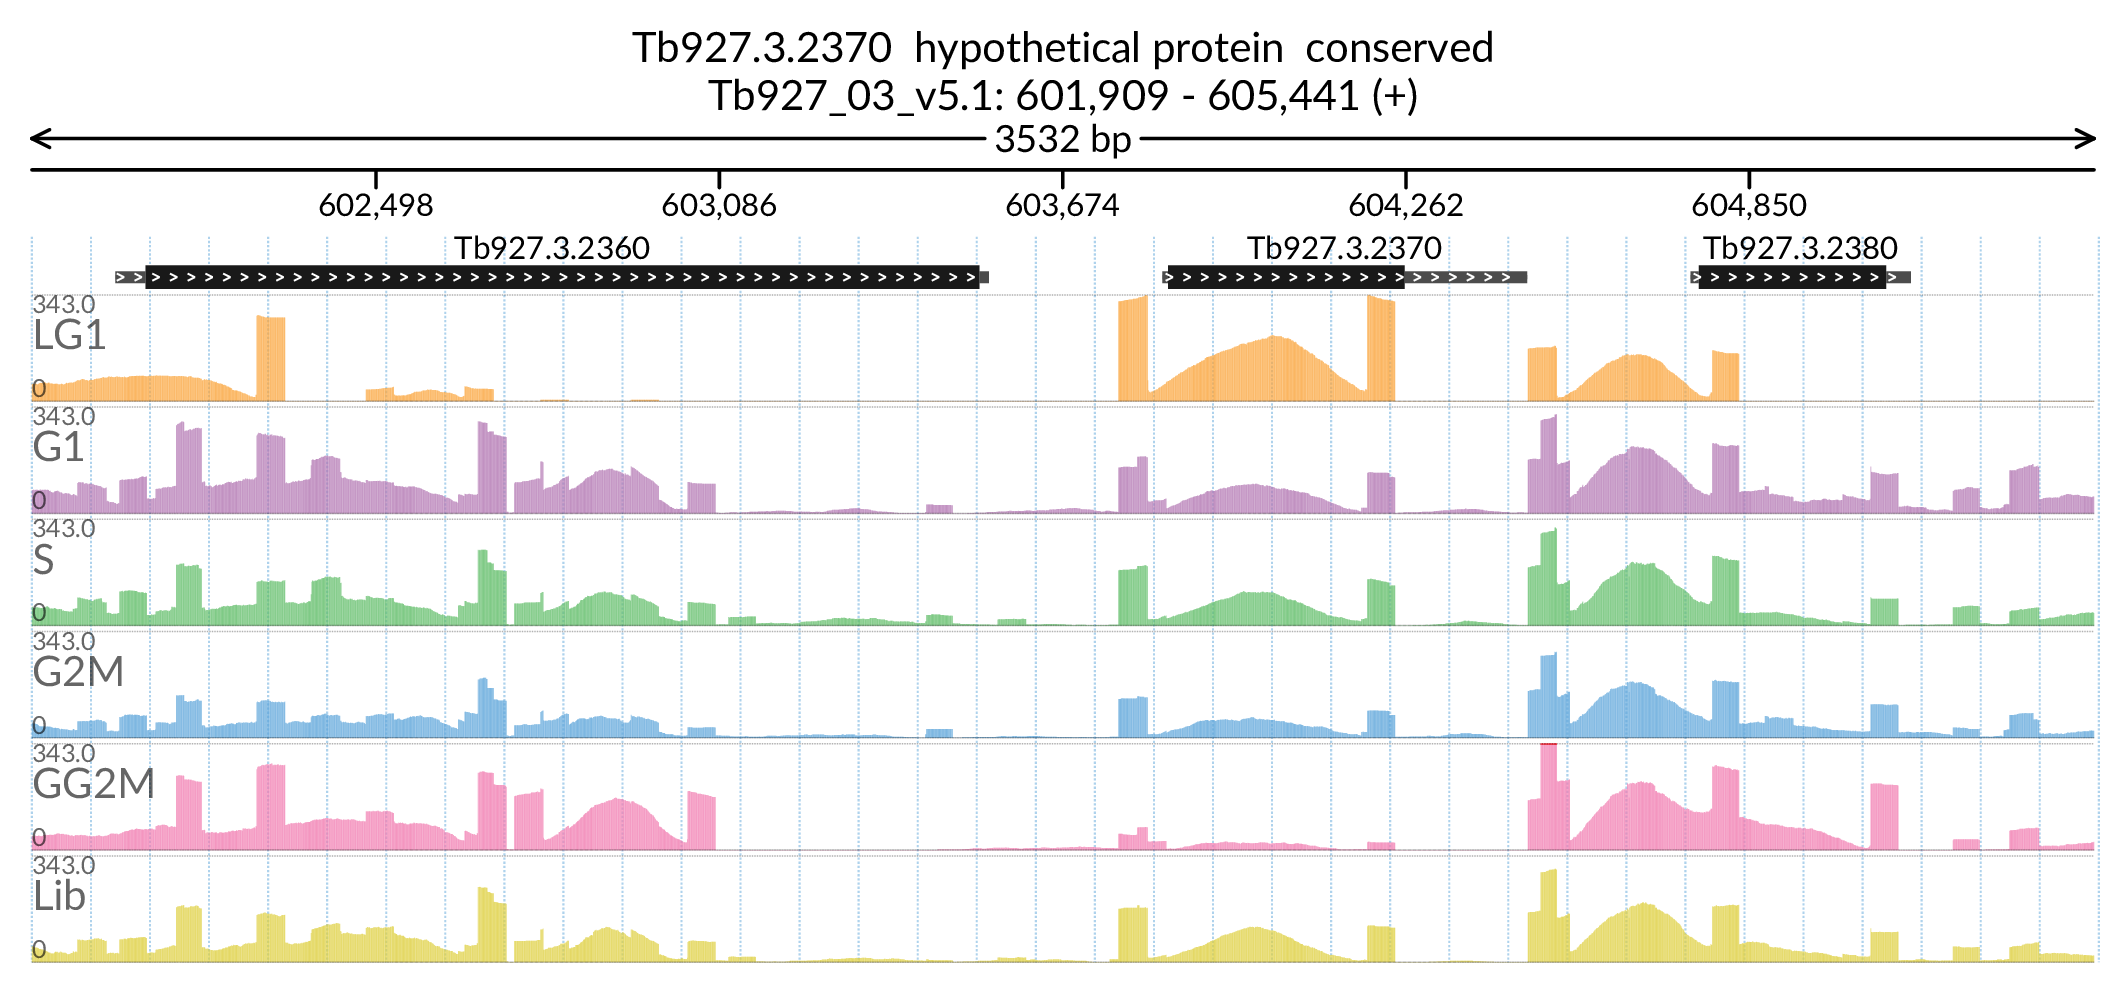 Tb927.3.2370  hypothetical protein  conserved
Tb927_03_v5.1: 601,909 - 605,441 (+)
3532 bp
602,498 603,086 603,674 604,262 604,850
Tb927.3.2360 Tb927.3.2370 Tb927.3.2380
343.0
LG1
0
343.0
G1
0
343.0
S
0
343.0
G2M
0
343.0
GG2M
0
343.0
Lib
0